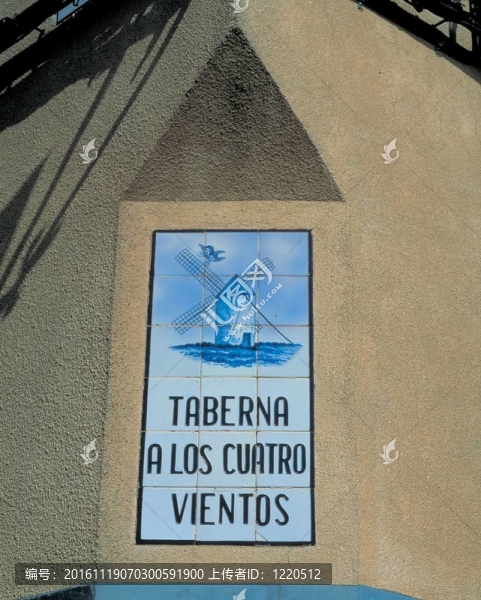 TABERNA
A LOS CUATRO
VIENTOS
编号：20161119070300591900 上传者ID：1220512